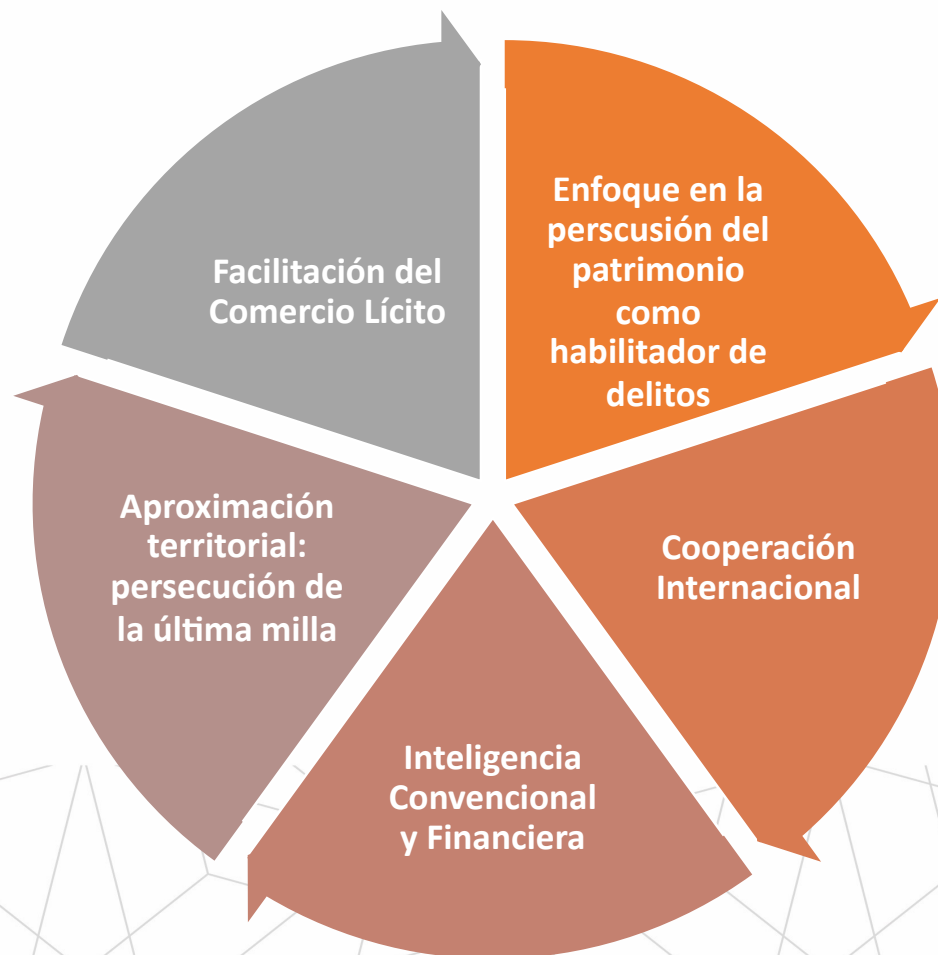 Enfoque en la
perscusión del
patrimonio
como
habilitador de
delitos
Cooperación
Internacional
Inteligencia
Convencional
y Financiera
Aproximación
territorial:
persecución de
la última milla
Facilitación del
Comercio Lícito